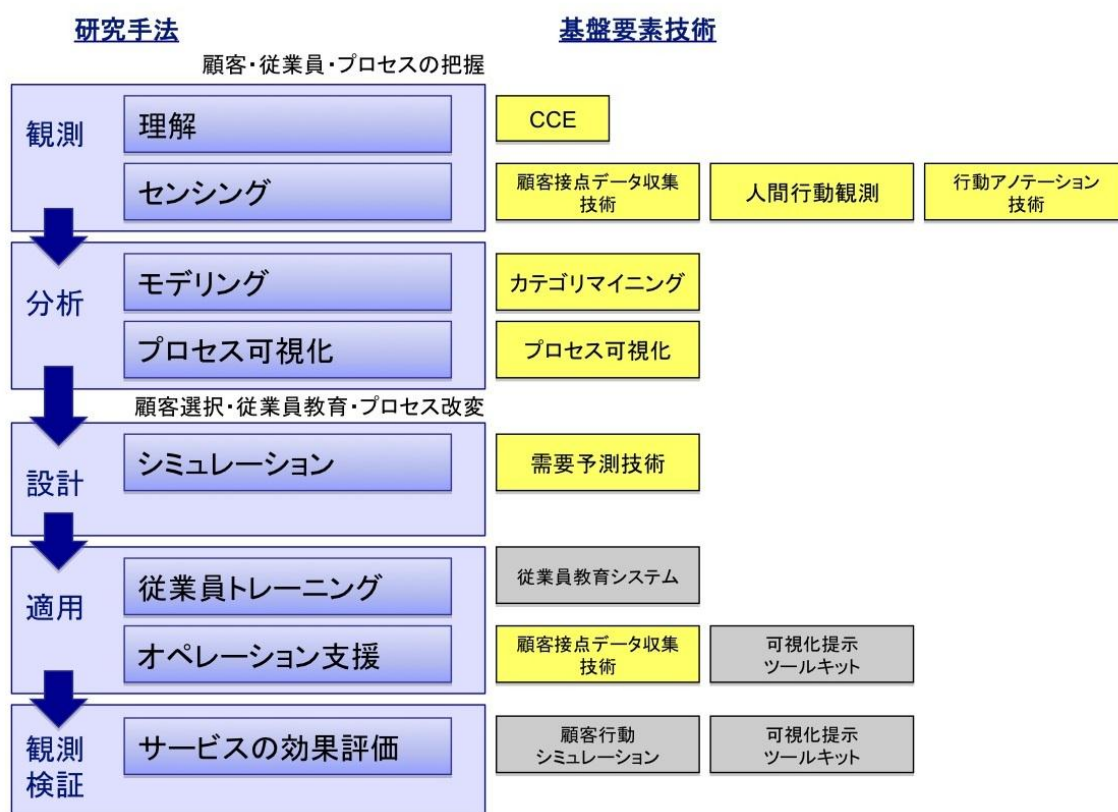 研究手法
基盤要素技術
顧客・従業員・プロセスの把握
観測
理解
CCE
センシング
顧客接点データ収集
技術
人間行動観測
行動アノテーション
技術
分析
モデリング
カテゴリマイニング
プロセス可視化
プロセス可視化
顧客選択・従業員教育・プロセス改変
設計
シミュレーション
需要予測技術
適用
従業員トレーニング
従業員教育システム
オペレーション支援
顧客接点データ収集
技術
可視化提示
ツールキット
観測
検証
サービスの効果評価
顧客行動
シミュレーション
可視化提示
ツールキット